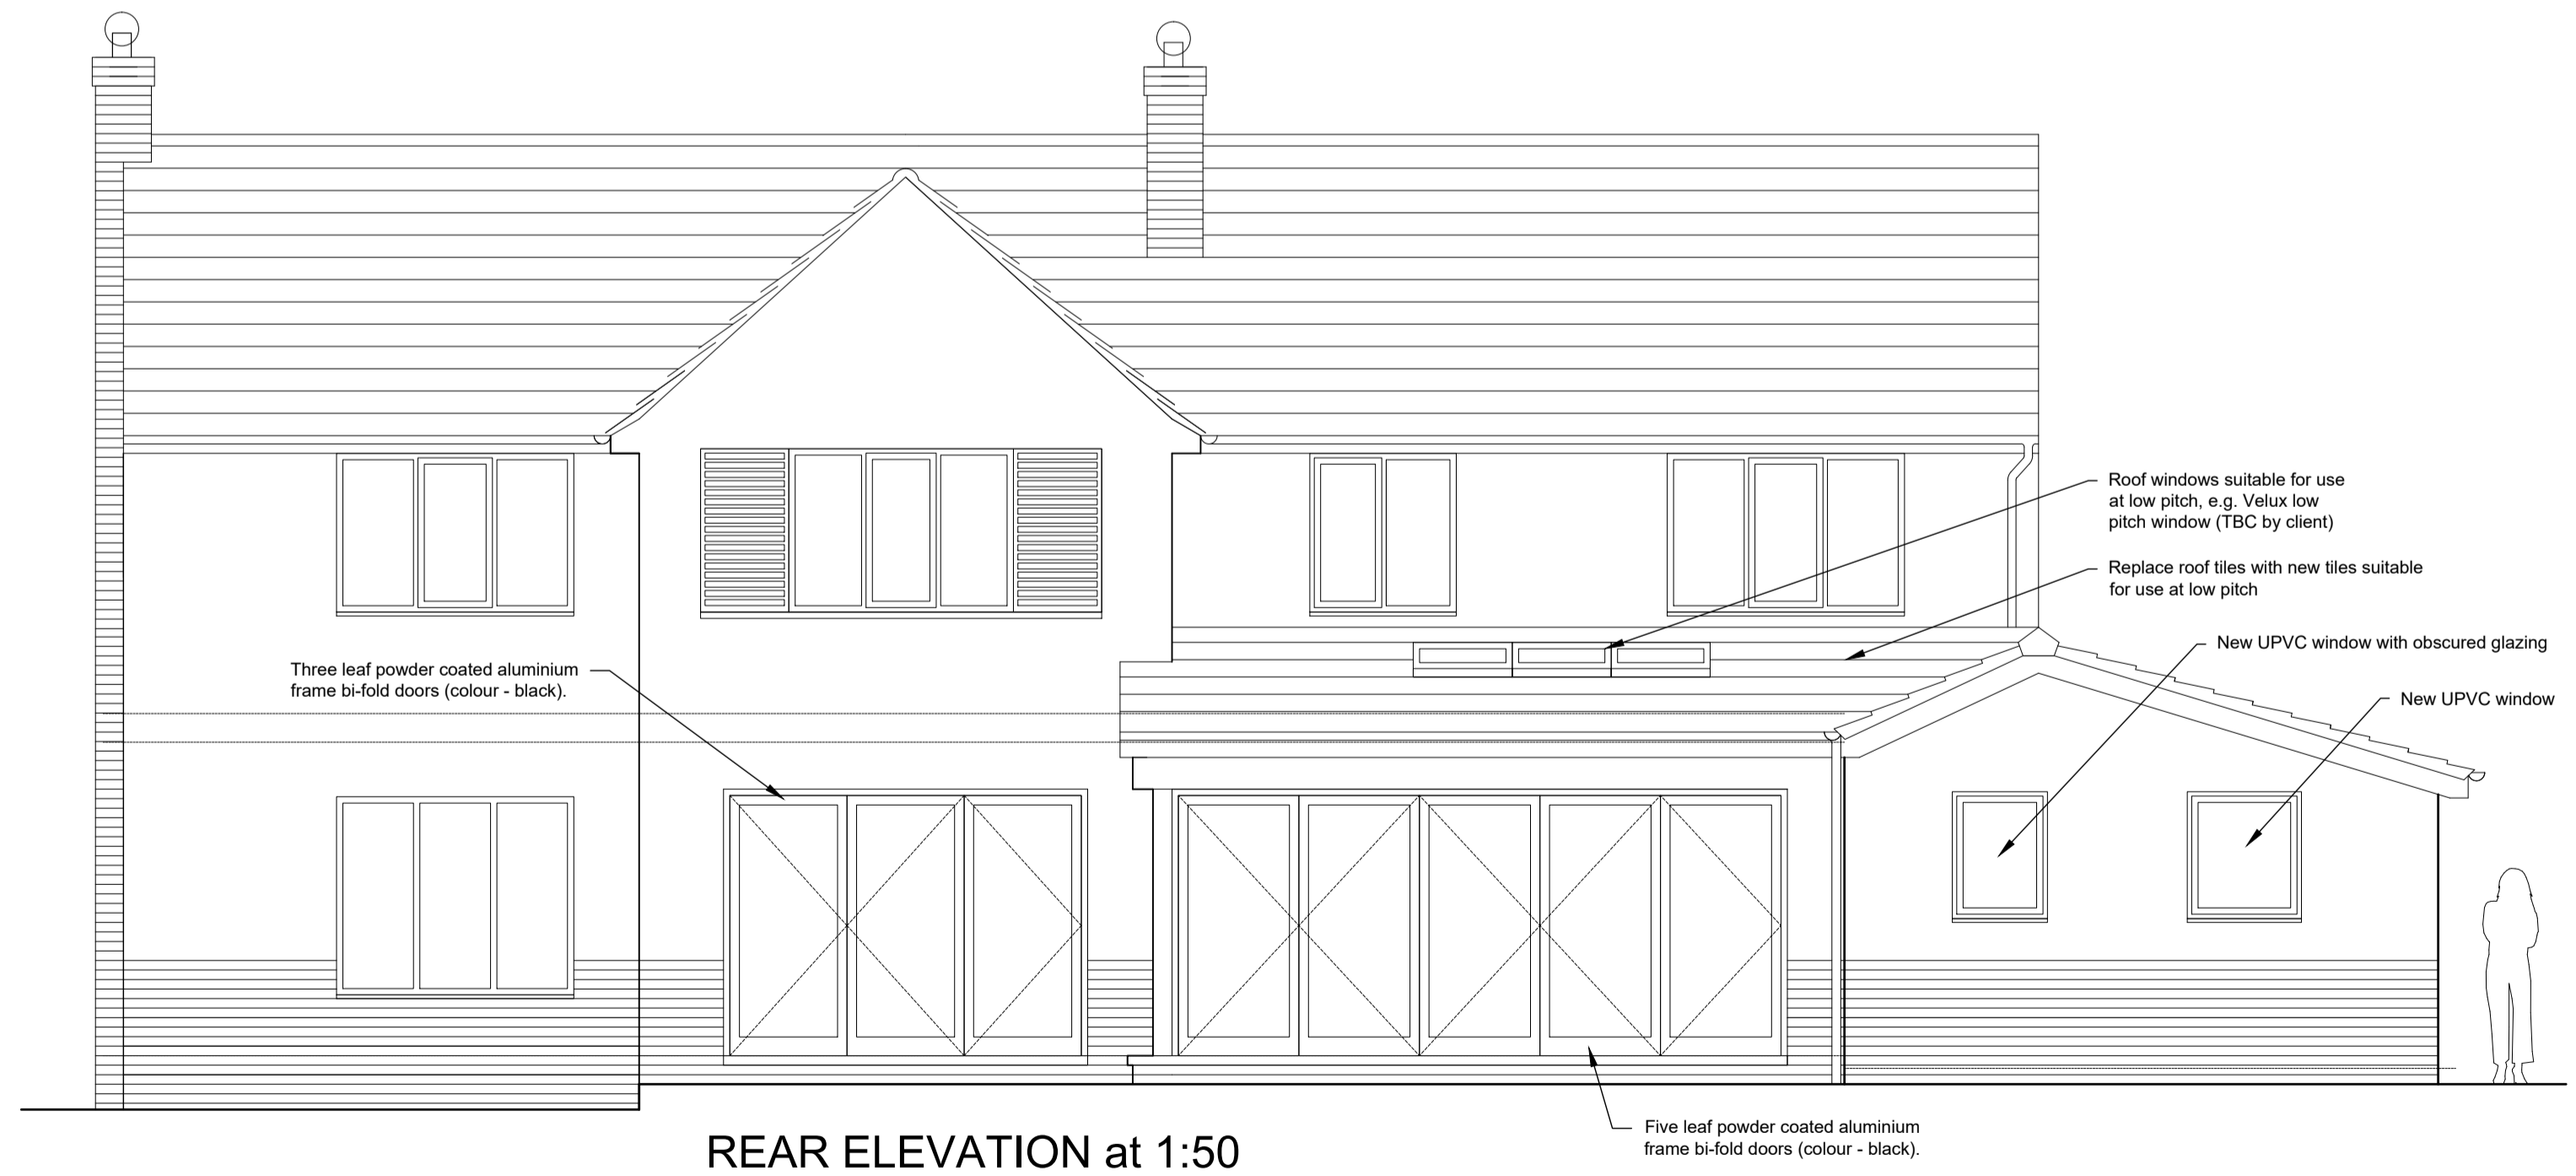 Roof windows suitable for use
at low pitch, e.g. Velux low
pitch window (TBC by client)
Replace roof tiles with new tiles suitable
for use at low pitch
New UPVC window with obscured glazing
Three leaf powder coated aluminium
frame bi-fold doors (colour - black).
New UPVC window
Five leaf powder coated aluminium
frame bi-fold doors (colour - black).
REAR ELEVATION at 1:50